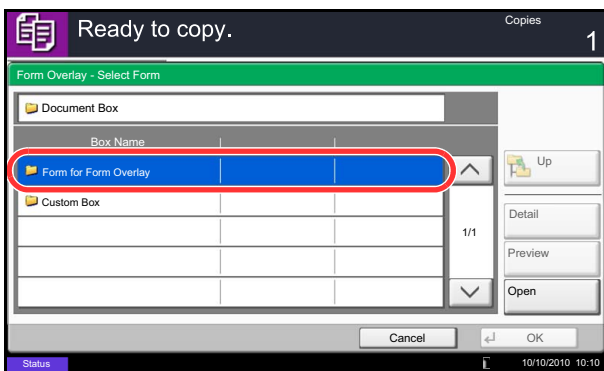 Ready to copy.
Copies
1
Form Overlay - Select Form
Document Box
Box Name
Form for Form Overlay
Up
Custom Box
Detail
1/1
Preview
Open
Cancel
OK
Status
10/10/2010 10:10